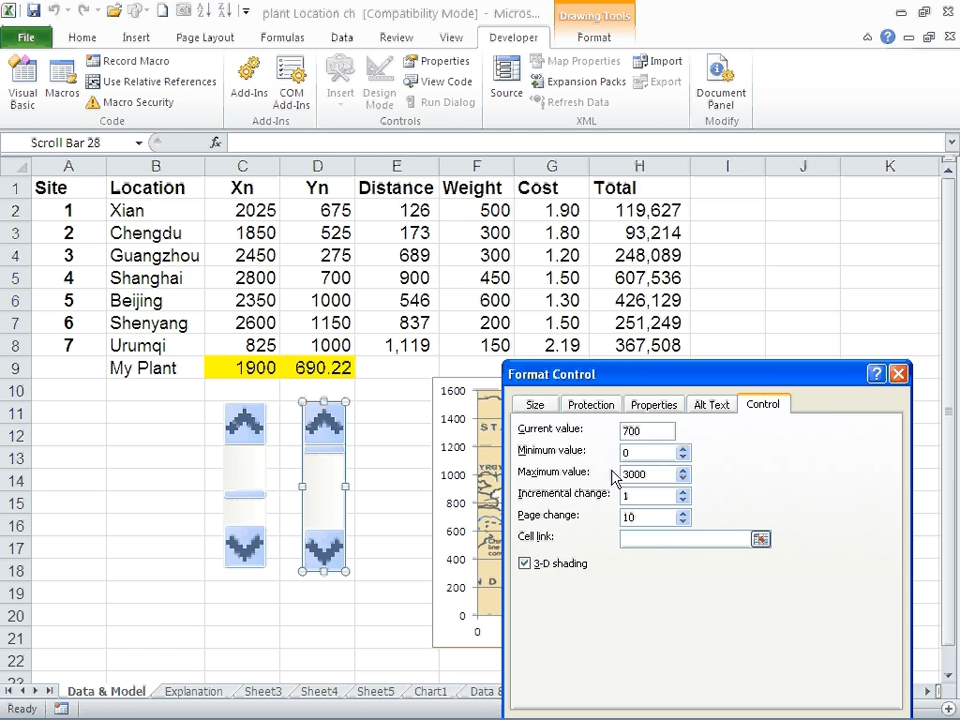 plant Location ch [Compatibility Mode] - Micros...
Drawing Tools
File Home Insert Page Layout Formulas Data Review View Developer Format
Visual Basic
Macros
Record Macro
Use Relative References
Macro Security
Code
Add-Ins
COM Add-Ins
Add-Ins
Insert
Design Mode
Properties
View Code
Run Dialog
Controls
Source
Map Properties
Expansion Packs
Refresh Data
Import
Export
XML
Document Panel
Modify
Scroll Bar 28
fx
A B C D E F G H I J K
1 Site Location Xn Yn Distance Weight Cost Total
2 1 Xian 2025 675 126 500 1.90 119,627
3 2 Chengdu 1850 525 173 300 1.80 93,214
4 3 Guangzhou 2450 275 689 300 1.20 248,089
5 4 Shanghai 2800 700 900 450 1.50 607,536
6 5 Beijing 2350 1000 546 600 1.30 426,129
7 6 Shenyang 2600 1150 837 200 1.50 251,249
8 7 Urumqi 825 1000 1,119 150 2.19 367,508
9 My Plant 1900 690.22
10
11
12
13
14
15
16
17
18
19
20
21
22
23
1600
1400
1200
1000
800
600
400
200
0
0
Format Control
Size Protection Properties Alt Text Control
Current value: 700
Minimum value: 0
Maximum value: 3000
Incremental change: 1
Page change: 10
Cell link:
3-D shading
Data & Model Explanation Sheet3 Sheet4 Sheet5 Chart1 Data &
Ready